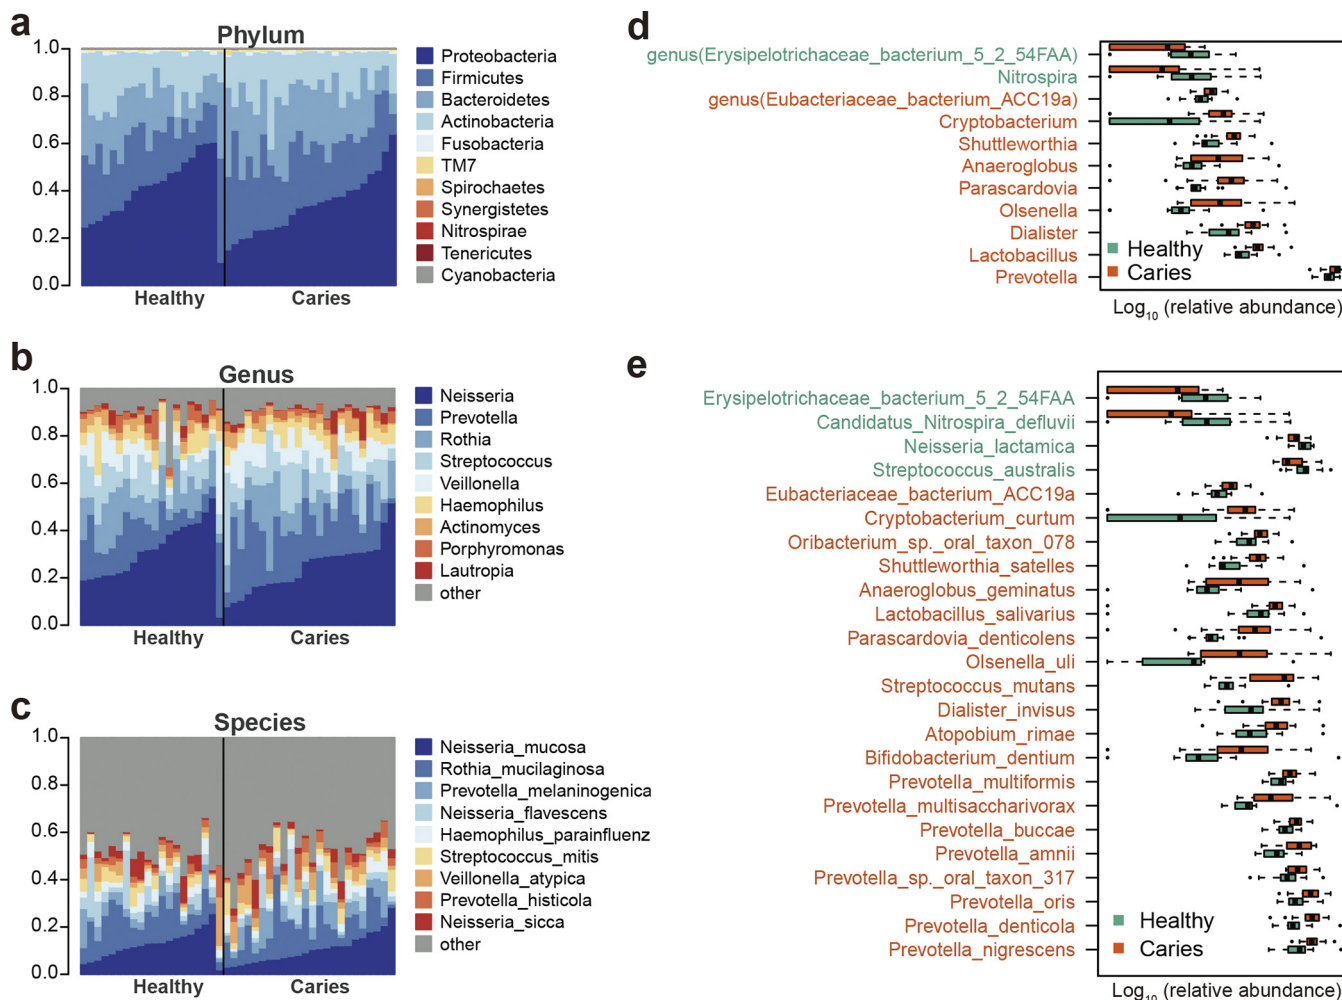 a
Phylum
1.0
0.8
0.6
0.4
0.2
0.0
Healthy
Caries
Proteobacteria
Firmicutes
Bacteroidetes
Actinobacteria
Fusobacteria
TM7
Spirochaetes
Synergistetes
Nitrospirae
Tenericutes
Cyanobacteria
b
Genus
1.0
0.8
0.6
0.4
0.2
0.0
Healthy
Caries
Neisseria
Prevotella
Rothia
Streptococcus
Veillonella
Haemophilus
Actinomyces
Porphyromonas
Lautropia
other
c
Species
1.0
0.8
0.6
0.4
0.2
0.0
Healthy
Caries
Neisseria_mucosa
Rothia_mucilaginosa
Prevotella_melaninogenica
Neisseria_flavescens
Haemophilus_parainfluenz
Streptococcus_mitis
Veillonella_atypica
Prevotella_histicola
Neisseria_sicca
other
d
genus(Erysipelotrichaceae_bacterium_5_2_54FAA)
Nitrospira
genus(Eubacteriaceae_bacterium_ACC19a)
Cryptobacterium
Shuttleworthia
Anaeroglobus
Parascardovia
Olsenella
Dialister
Lactobacillus
Prevotella
Healthy
Caries
Log10 (relative abundance)
e
Erysipelotrichaceae_bacterium_5_2_54FAA
Candidatus_Nitrospira_defluvii
Neisseria_lactamica
Streptococcus_australis
Eubacteriaceae_bacterium_ACC19a
Cryptobacterium_curtum
Oribacterium_sp._oral_taxon_078
Shuttleworthia_satelles
Anaeroglobus_geminatus
Lactobacillus_salivarius
Parascardovia_denticolens
Olsenella_uli
Streptococcus_mutans
Dialister_invisus
Atopobium_rimae
Bifidobacterium_dentium
Prevotella_multiformis
Prevotella_multisaccharivorax
Prevotella_buccae
Prevotella_amnii
Prevotella_sp._oral_taxon_317
Prevotella_oris
Prevotella_denticola
Prevotella_nigrescens
Healthy
Caries
Log10 (relative abundance)